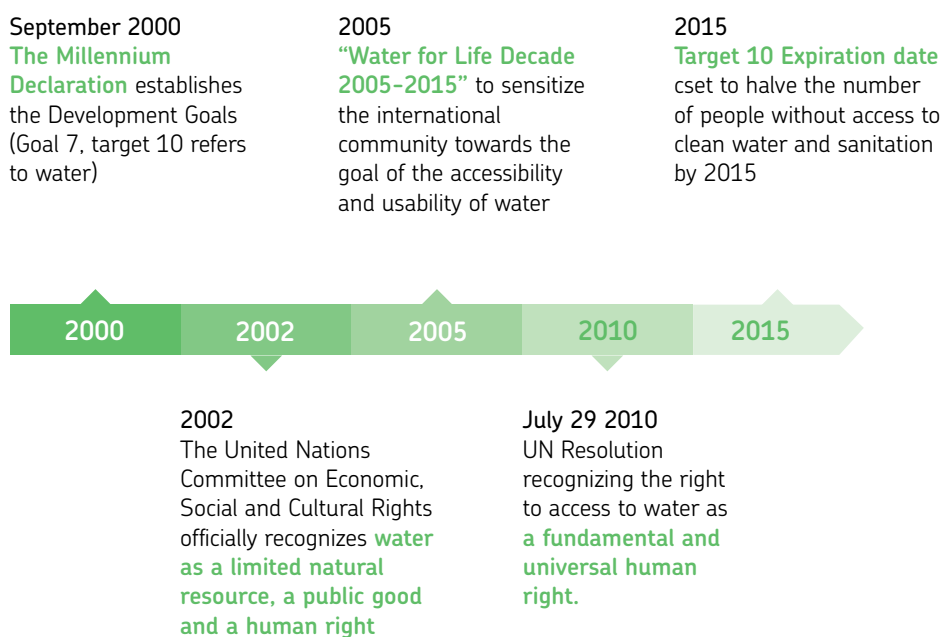 September 2000
The Millennium
Declaration establishes
the Development Goals
(Goal 7, target 10 refers
to water)
2005
“Water for Life Decade
2005–2015” to sensitize
the international
community towards the
goal of the accessibility
and usability of water
2015
Target 10 Expiration date
cset to halve the number
of people without access to
clean water and sanitation
by 2015
2000
2002
2005
2010
2015
2002
The United Nations
Committee on Economic,
Social and Cultural Rights
officially recognizes water
as a limited natural
resource, a public good
and a human right
July 29 2010
UN Resolution
recognizing the right
to access to water as
a fundamental and
universal human
right.